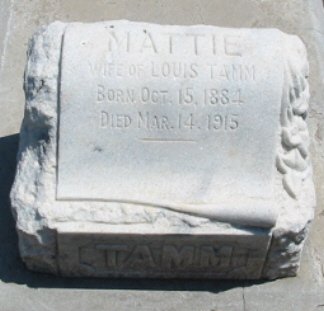 MATTIE
WIFE OF LOUIS TAMM
BORN OCT. 15, 1884
DIED MAR. 14. 1915
TAMM